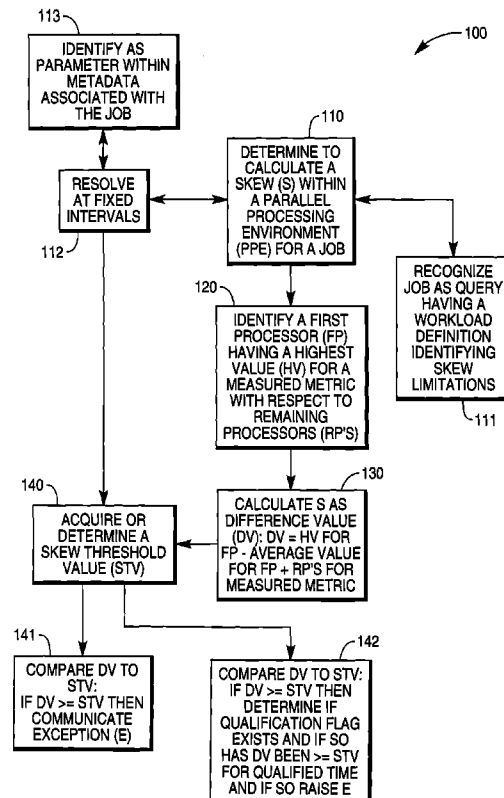 113
100
IDENTIFY AS
PARAMETER WITHIN
METADATA
ASSOCIATED WITH
THE JOB
110
DETERMINE TO
CALCULATE A
SKEW (S) WITHIN
A PARALLEL
PROCESSING
ENVIRONMENT
(PPE) FOR A JOB
RESOLVE
AT FIXED
INTERVALS
112
RECOGNIZE
JOB AS QUERY
HAVING A
WORKLOAD
DEFINITION
IDENTIFYING
SKEW
LIMITATIONS
111
120
IDENTIFY A FIRST
PROCESSOR (FP)
HAVING A HIGHEST
VALUE (HV) FOR A
MEASURED METRIC
WITH RESPECT TO
REMAINING
PROCESSORS (RP'S)
130
CALCULATE S AS
DIFFERENCE VALUE
(DV): DV = HV FOR
FP - AVERAGE VALUE
FOR FP + RP'S FOR
MEASURED METRIC
140
ACQUIRE OR
DETERMINE A
SKEW THRESHOLD
VALUE (STV)
141
COMPARE DV TO
STV:
IF DV >= STV THEN
COMMUNICATE
EXCEPTION (E)
142
COMPARE DV TO STV:
IF DV >= STV THEN
DETERMINE IF
QUALIFICATION FLAG
EXISTS AND IF SO
HAS DV BEEN >= STV
FOR QUALIFIED TIME
AND IF SO RAISE E